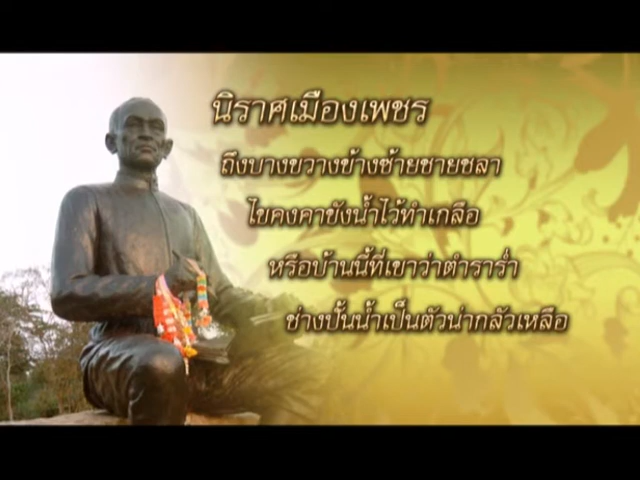 นิราศเมืองเพชร
ถึงบางขวางข้างซ้ายชายชลา
ไขคงคาขังน้ำไว้ทำเกลือ
หรือบ้านนี้ที่เขาว่าตำราร่ำ
ช่างปั้นน้ำเป็นตัวน่ากลัวเหลือ